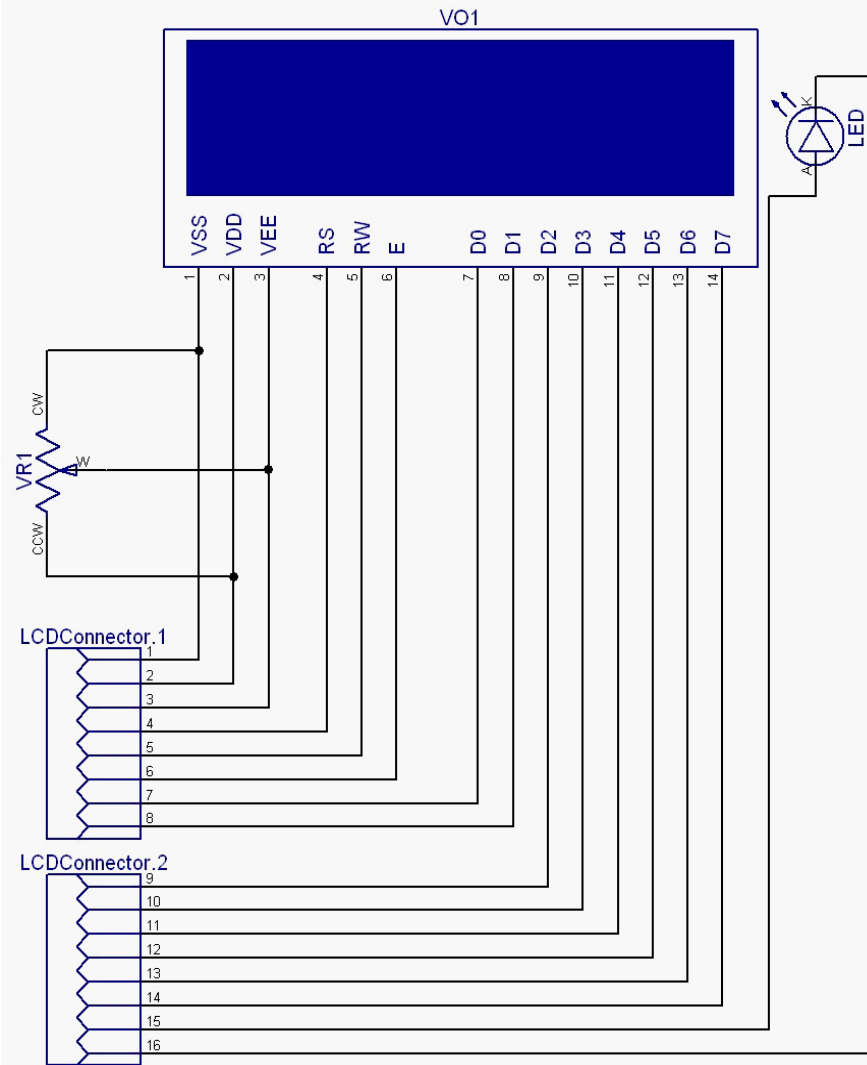 VO1
K
LED
A
VSS VDD VEE RS RW E D0 D1 D2 D3 D4 D5 D6 D7
1 2 3 4 5 6 7 8 9 10 11 12 13 14
CW
VR1
W
CCW
LCDConnector.1
1
2
3
4
5
6
7
8
LCDConnector.2
9
10
11
12
13
14
15
16